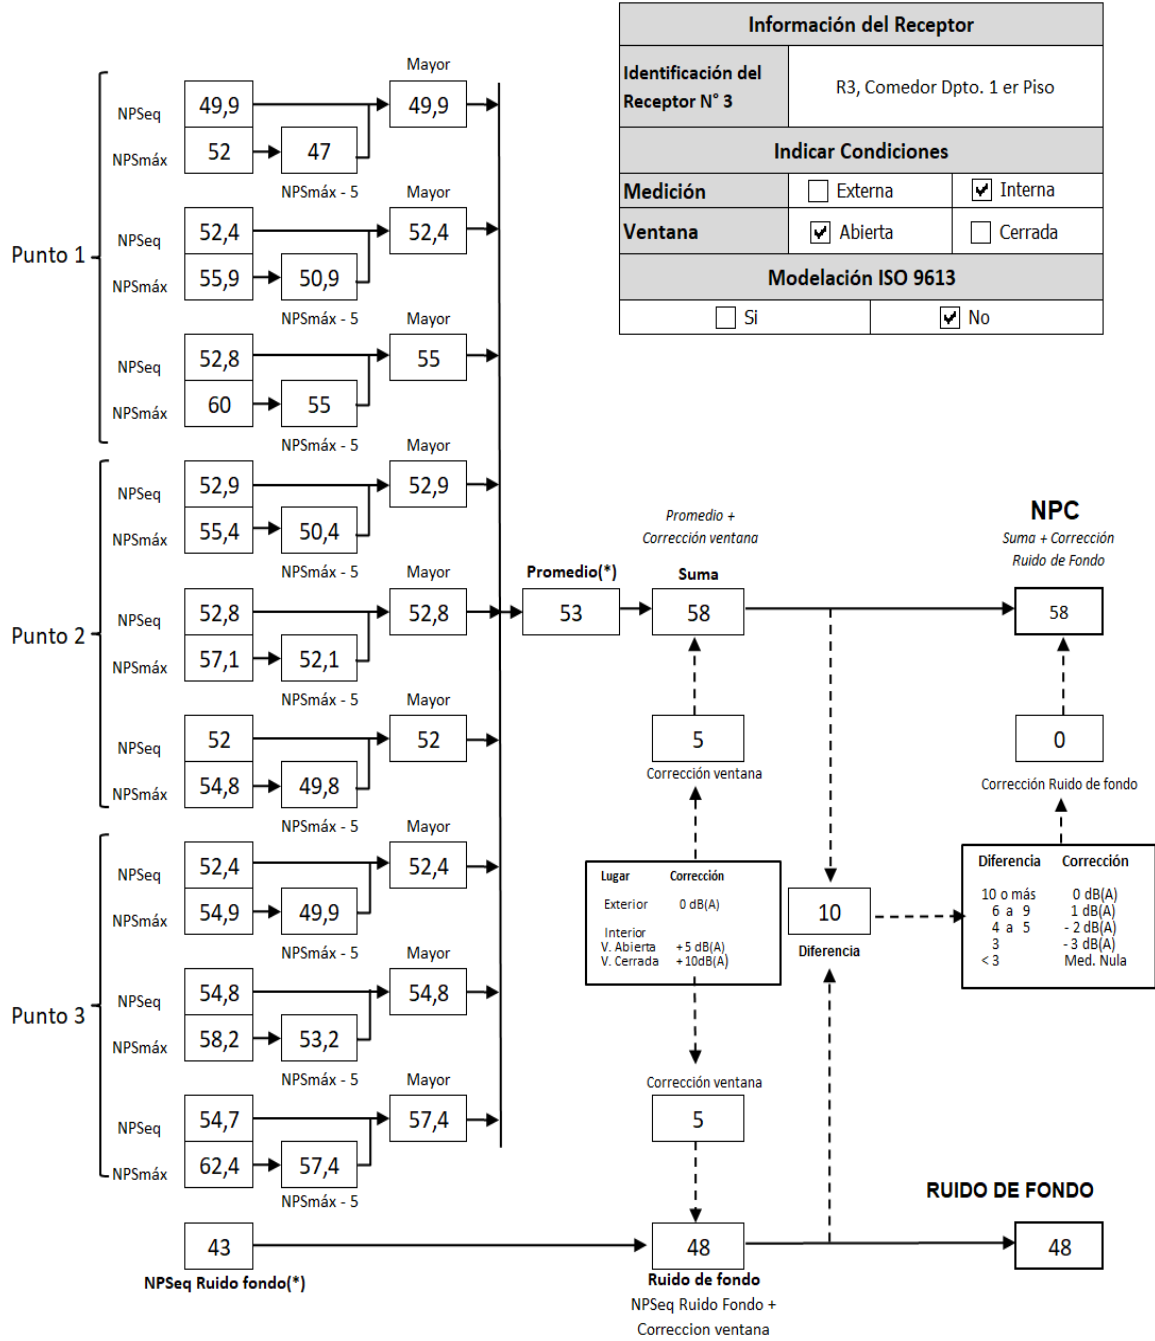 Información del Receptor
Identificación del
Receptor N° 3
R3, Comedor Dpto. 1 er Piso
Indicar Condiciones
Medición
Externa
Interna
Ventana
Abierta
Cerrada
Modelación ISO 9613
Si
No
Punto 1
Mayor
NPSeq
49,9
49,9
NPSmáx
52
47
NPSmáx - 5
Mayor
NPSeq
52,4
52,4
NPSmáx
55,9
50,9
NPSmáx - 5
Mayor
NPSeq
52,8
55
NPSmáx
60
55
NPSmáx - 5
Punto 2
Mayor
NPSeq
52,9
52,9
NPSmáx
55,4
50,4
NPSmáx - 5
Mayor
NPSeq
52,8
52,8
NPSmáx
57,1
52,1
NPSmáx - 5
Mayor
NPSeq
52
52
NPSmáx
54,8
49,8
NPSmáx - 5
Punto 3
Mayor
NPSeq
52,4
52,4
NPSmáx
54,9
49,9
NPSmáx - 5
Mayor
NPSeq
54,8
54,8
NPSmáx
58,2
53,2
NPSmáx - 5
Mayor
NPSeq
54,7
57,4
NPSmáx
62,4
57,4
NPSmáx - 5
43
NPSeq Ruido fondo(*)
Promedio(*)
53
Promedio +
Corrección ventana
Suma
58
5
Corrección ventana
Lugar Corrección
Exterior 0 dB(A)
Interior
V. Abierta + 5 dB(A)
V. Cerrada +10dB(A)
Corrección ventana
5
48
Ruido de fondo
NPSeq Ruido Fondo +
Correccion ventana
10
Diferencia
NPC
Suma + Corrección
Ruido de Fondo
58
0
Corrección Ruido de fondo
Diferencia Corrección
10 o más 0 dB(A)
6 a 9 1 dB(A)
4 a 5 - 2 dB(A)
3 - 3 dB(A)
< 3 Med. Nula
RUIDO DE FONDO
48